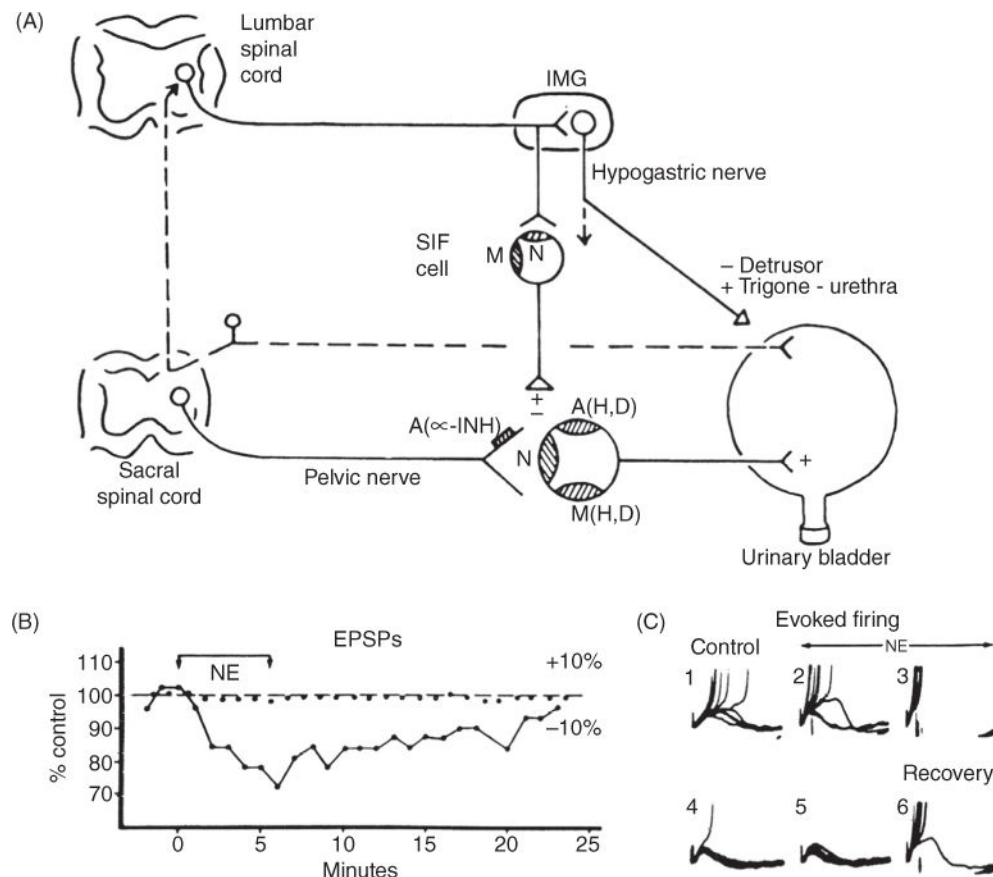 (A)
Lumbar
spinal
cord
IMG
Hypogastric nerve
SIF
cell
M
N
– Detrusor
+ Trigone - urethra
+
–
A(∝-INH)
A(H,D)
N
+
Sacral
spinal cord
Pelvic nerve
M(H,D)
Urinary bladder
(B)
EPSPs
NE
+10%
–10%
% control
110
100
90
80
70
0
5
10
15
20
25
Minutes
(C)
Evoked firing
Control
NE
1
2
3
Recovery
4
5
6